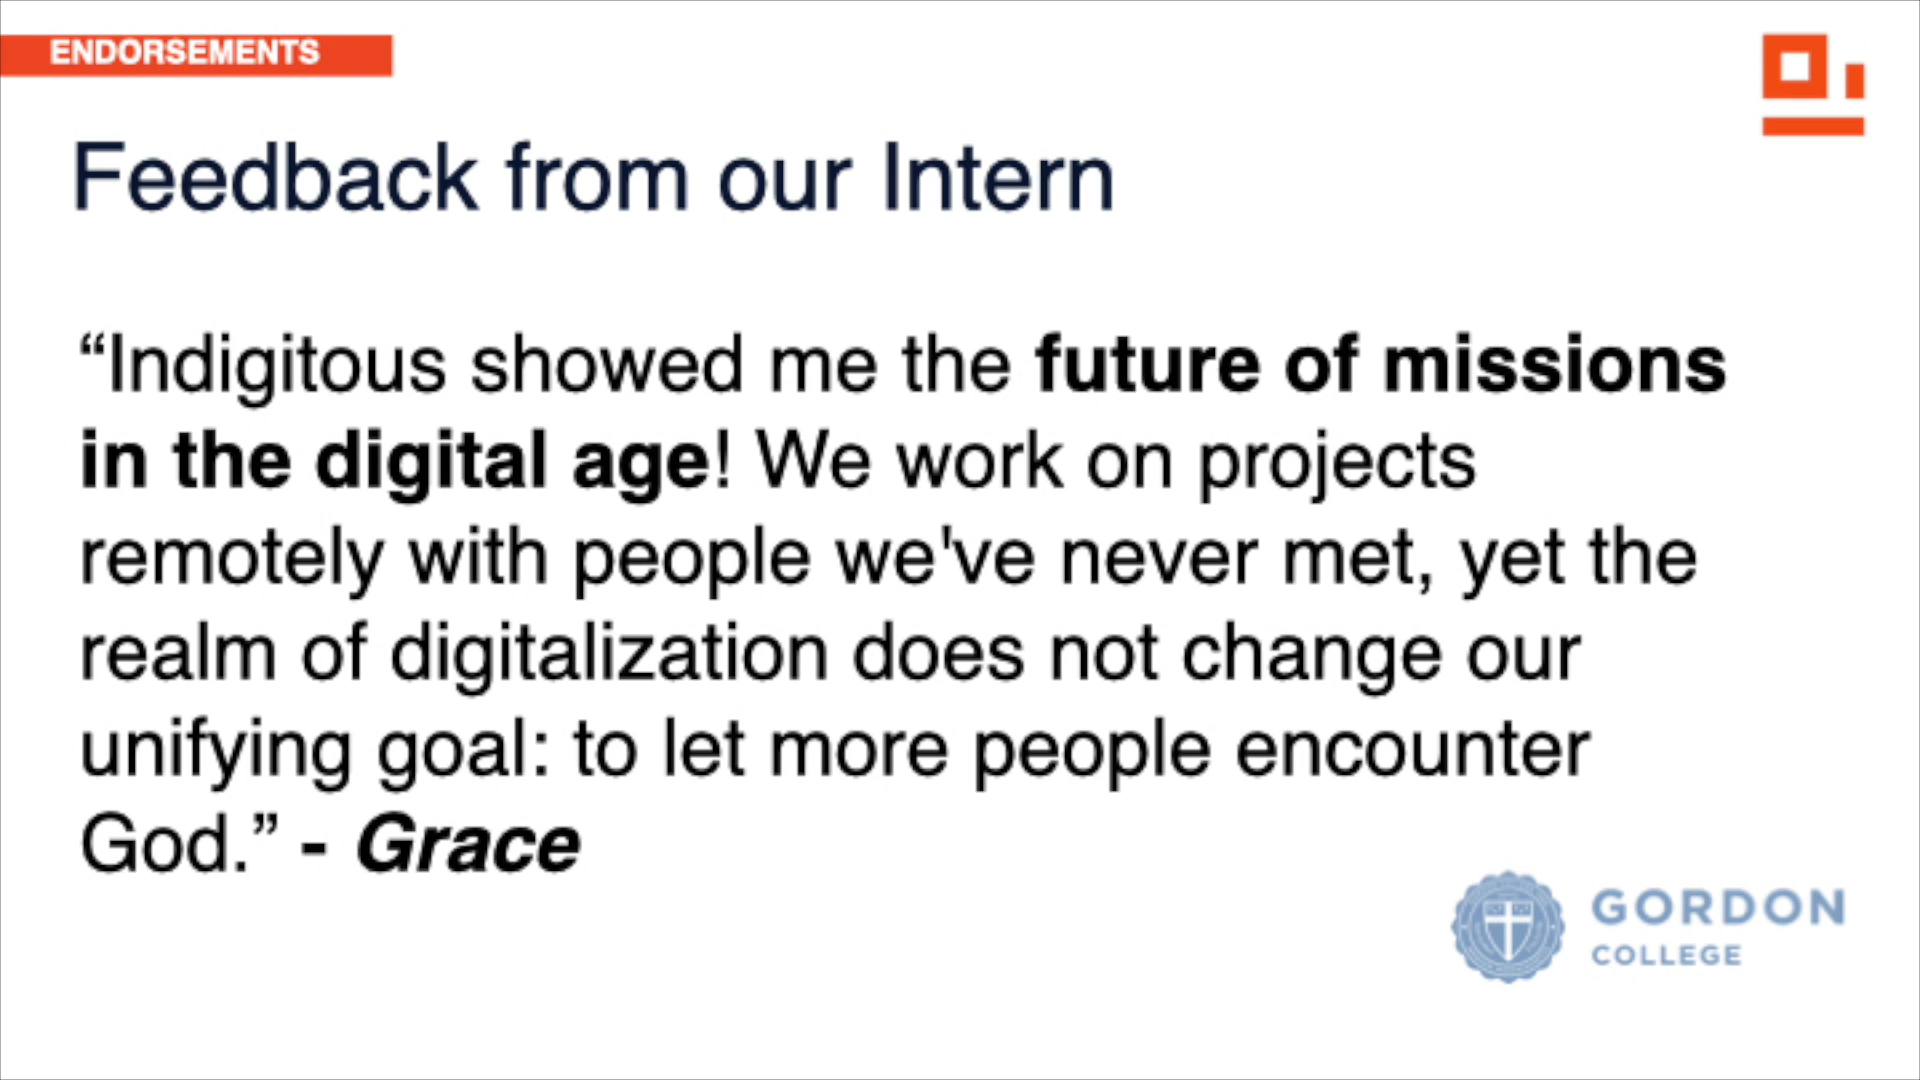 ENDORSEMENTS
Feedback from our Intern
“Indigitous showed me the future of missions
in the digital age! We work on projects
remotely with people we've never met, yet the
realm of digitalization does not change our
unifying goal: to let more people encounter
God.” - Grace
GORDON
COLLEGE